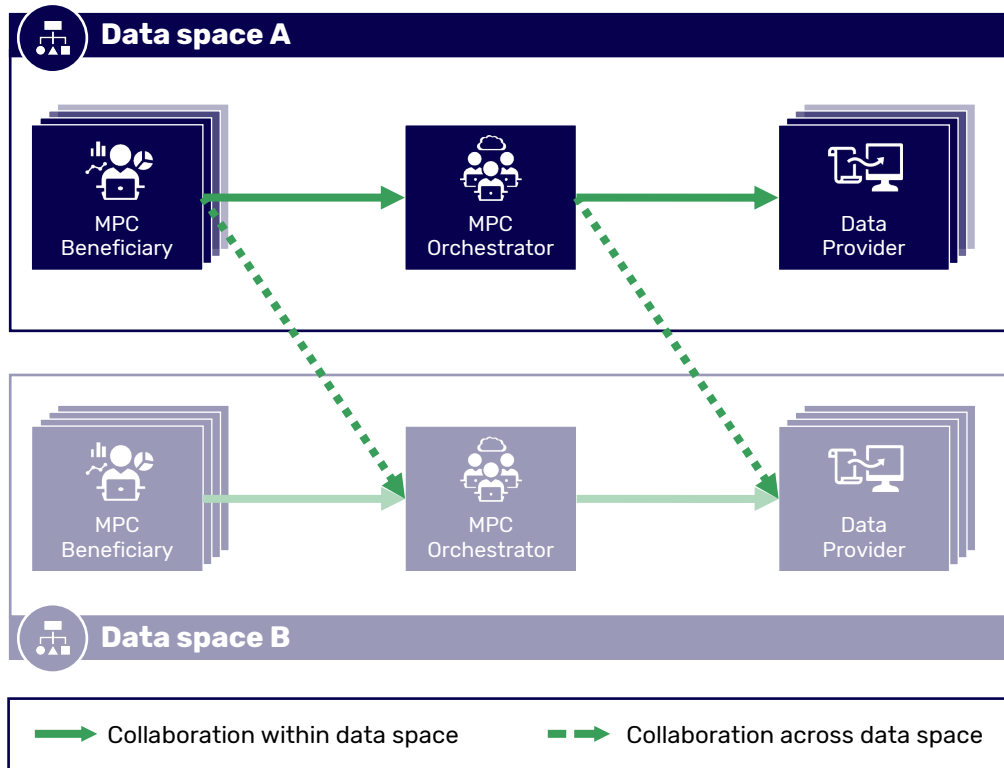 Data space A
MPC
Beneficiary
MPC
Orchestrator
Data
Provider
MPC
Beneficiary
MPC
Orchestrator
Data
Provider
Data space B
Collaboration within data space
Collaboration across data space